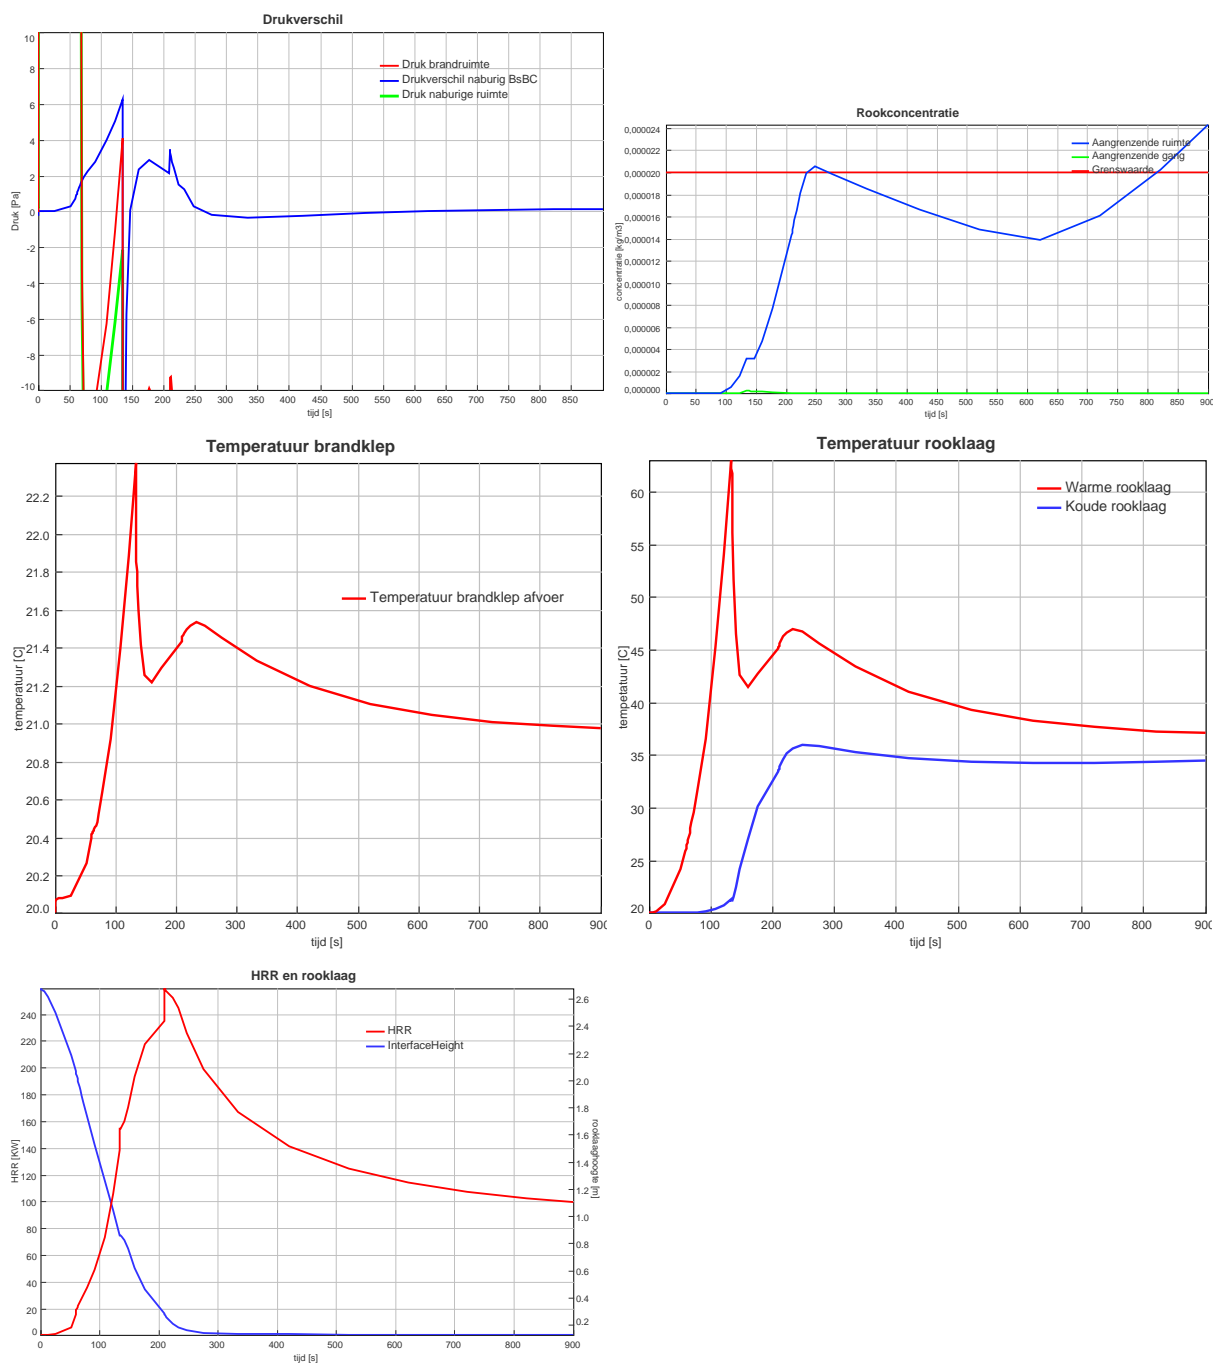 Drukverschil
10
8
6
4
2
0
-2
-4
-6
-8
-10
Druk [Pa]
Druk brandruimte
Drukverschil naburig BsBC
Druk naburige ruimte
0 50 100 150 200 250 300 350 400 450 500 550 600 650 700 750 800 850
tijd [s]
Rookconcentratie
0,000024
0,000022
0,000020
0,000018
0,000016
0,000014
0,000012
0,000010
0,000008
0,000006
0,000004
0,000002
0,000000
concentratie [kg/m3]
Aangrenzende ruimte
Aangrenzende gang
Grenswaarde
0 50 100 150 200 250 300 350 400 450 500 550 600 650 700 750 800 850 900
tijd [s]
Temperatuur brandklep
22.2
22.0
21.8
21.6
21.4
21.2
21.0
20.8
20.6
20.4
20.2
20.0
temperatuur [C]
Temperatuur brandklep afvoer
0 100 200 300 400 500 600 700 800 900
tijd [s]
Temperatuur rooklaag
60
55
50
45
40
35
30
25
20
tempetatuur [C]
Warme rooklaag
Koude rooklaag
0 100 200 300 400 500 600 700 800 900
tijd [s]
HRR en rooklaag
240
220
200
180
160
140
120
100
80
60
40
20
0
HRR [KW]
HRR
InterfaceHeight
2.6
2.4
2.2
2.0
1.8
1.6
1.4
1.2
1.0
0.8
0.6
0.4
0.2
rooklaaghoogte [m]
0 100 200 300 400 500 600 700 800 900
tijd [s]